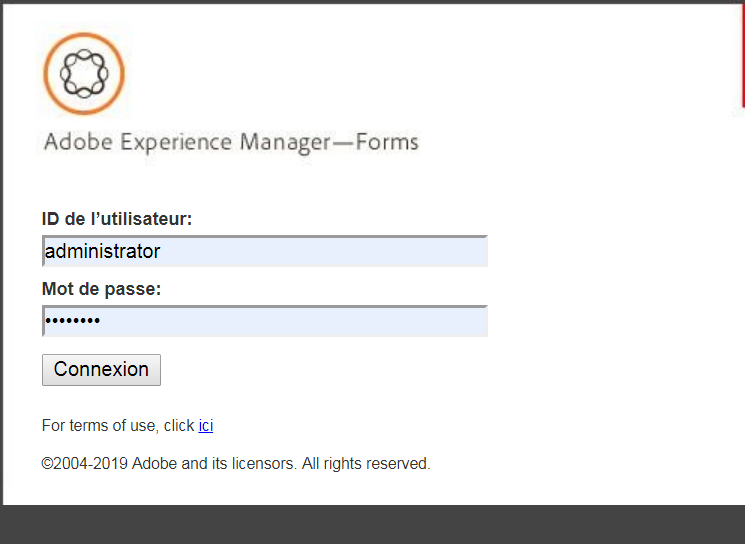 Adobe Experience Manager—Forms
ID de l’utilisateur:
administrator
Mot de passe:
••••••••
Connexion
For terms of use, click ici
©2004-2019 Adobe and its licensors. All rights reserved.